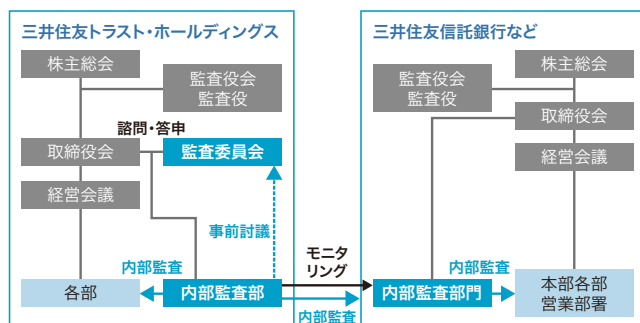 三井住友トラスト・ホールディングス
株主総会
監査役会
監査役
諮問・答申
取締役会
監査委員会
経営会議
事前討議
内部監査
各部
内部監査部
モニタ
リング
内部監査
三井住友信託銀行など
株主総会
監査役会
監査役
取締役会
経営会議
内部監査
内部監査部門
本部各部
営業部署